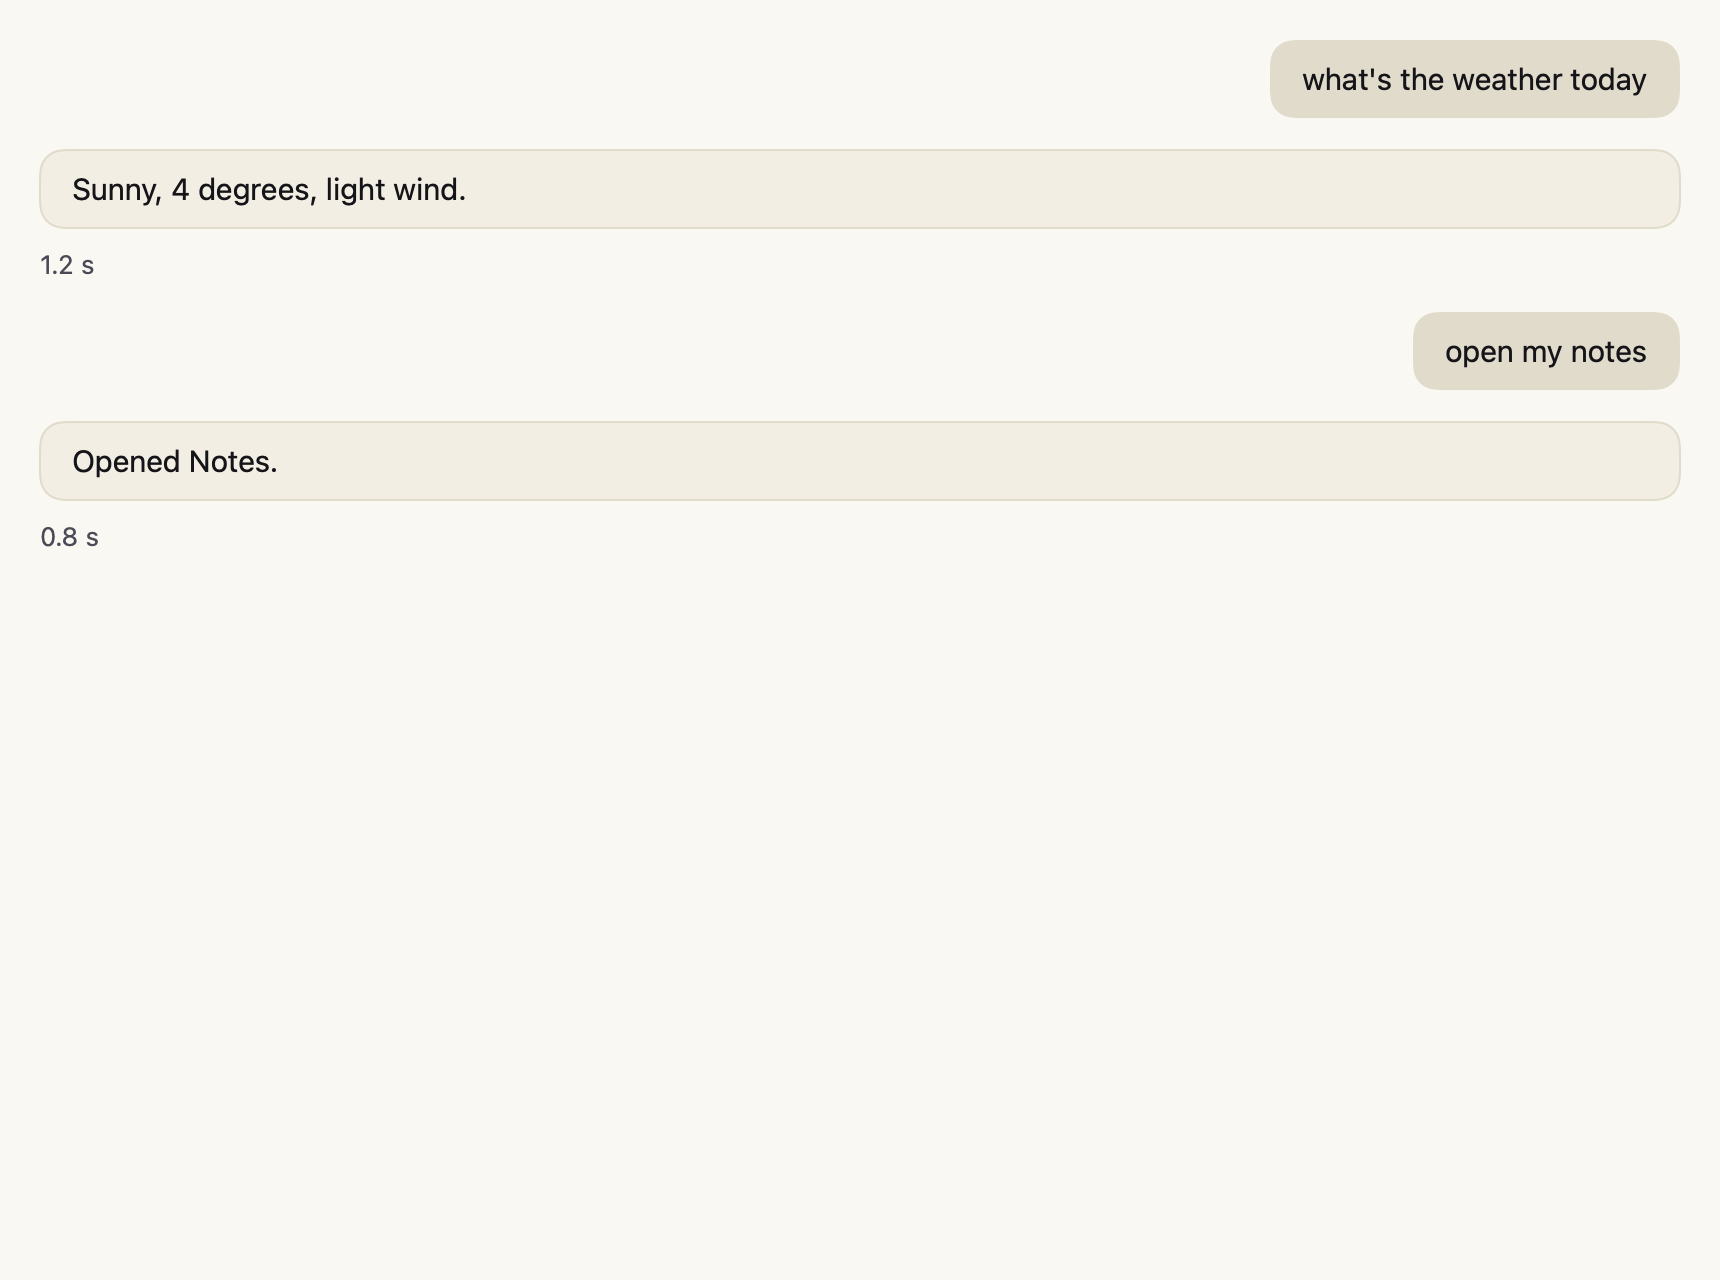 what's the weather today
Sunny, 4 degrees, light wind.
1.2 s
open my notes
Opened Notes.
0.8 s